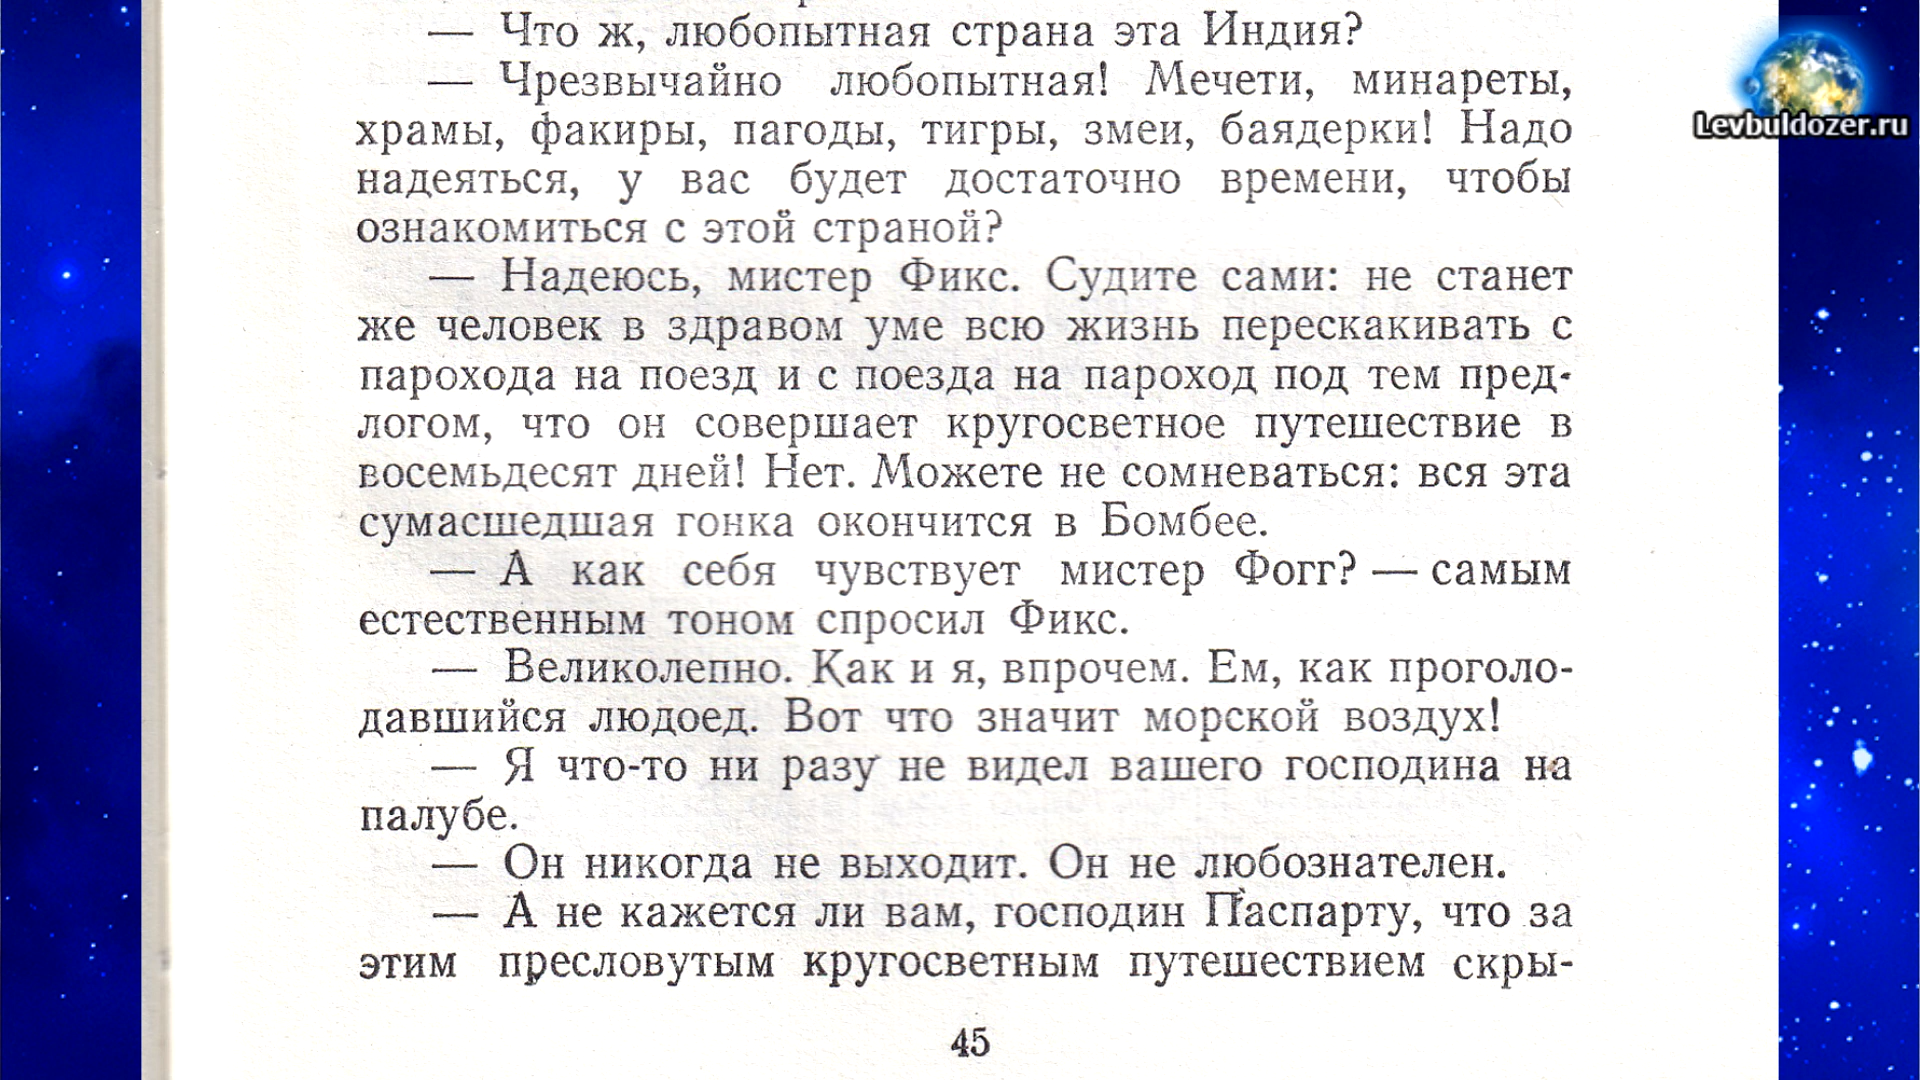 — Что ж, любопытная страна эта Индия?
— Чрезвычайно любопытная! Мечети, минареты,
храмы, факиры, пагоды, тигры, змеи, баядерки! Надо
надеяться, у вас будет достаточно времени, чтобы
ознакомиться с этой страной?
— Надеюсь, мистер Фикс. Судите сами: не станет
же человек в здравом уме всю жизнь перескакивать с
парохода на поезд и с поезда на пароход под тем пред-
логом, что он совершает кругосветное путешествие в
восемьдесят дней! Нет. Можете не сомневаться: вся эта
сумасшедшая гонка окончится в Бомбее.
— А как себя чувствует мистер Фогг? — самым
естественным тоном спросил Фикс.
— Великолепно. Как и я, впрочем. Ем, как проголо-
давшийся людоед. Вот что значит морской воздух!
— Я что-то ни разу не видел вашего господина на
палубе.
— Он никогда не выходит. Он не любознателен.
— А не кажется ли вам, господин Паспарту, что за
этим пресловутым кругосветным путешествием скры-
45
Levbuldozer.ru